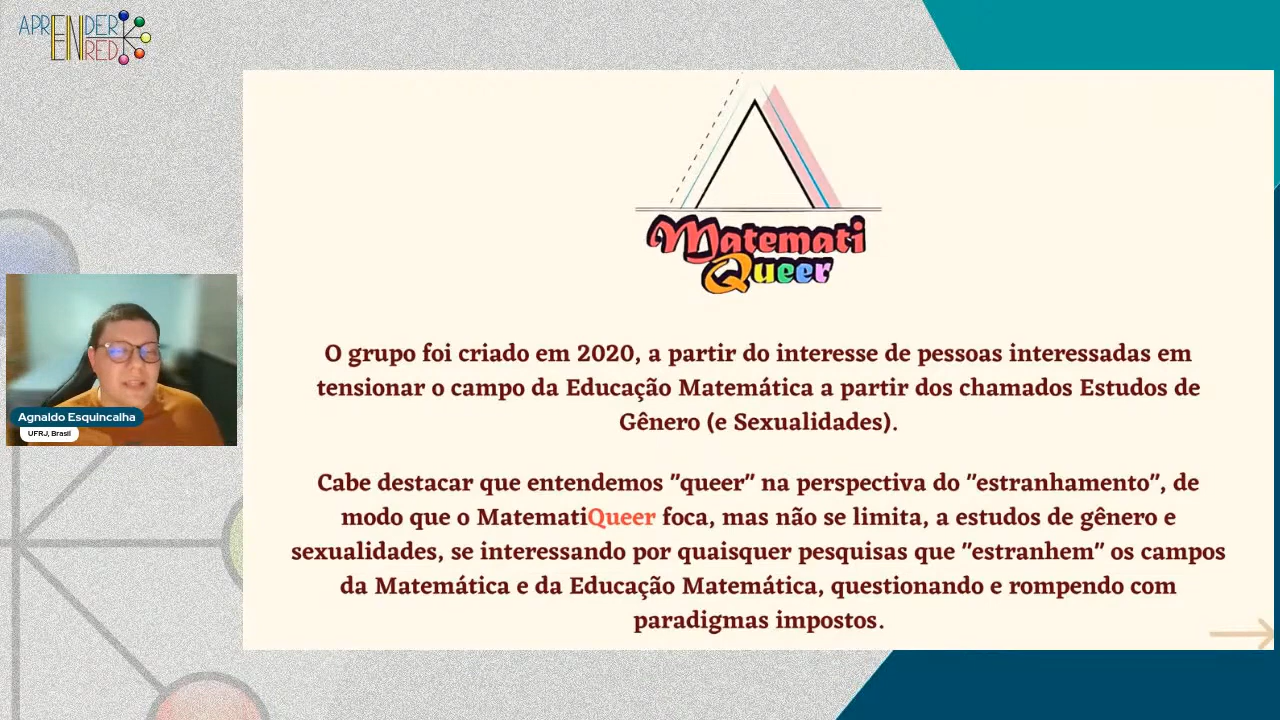 APRENDER
EN RED
Matemati
Queer
O grupo foi criado em 2020, a partir do interesse de pessoas interessadas em
tensionar o campo da Educação Matemática a partir dos chamados Estudos de
Gênero (e Sexualidades).
Cabe destacar que entendemos "queer" na perspectiva do "estranhamento", de
modo que o MatematiQueer foca, mas não se limita, a estudos de gênero e
sexualidades, se interessando por quaisquer pesquisas que "estranhem" os campos
da Matemática e da Educação Matemática, questionando e rompendo com
paradigmas impostos.
Agnaldo Esquincalha
UFRJ, Brasil